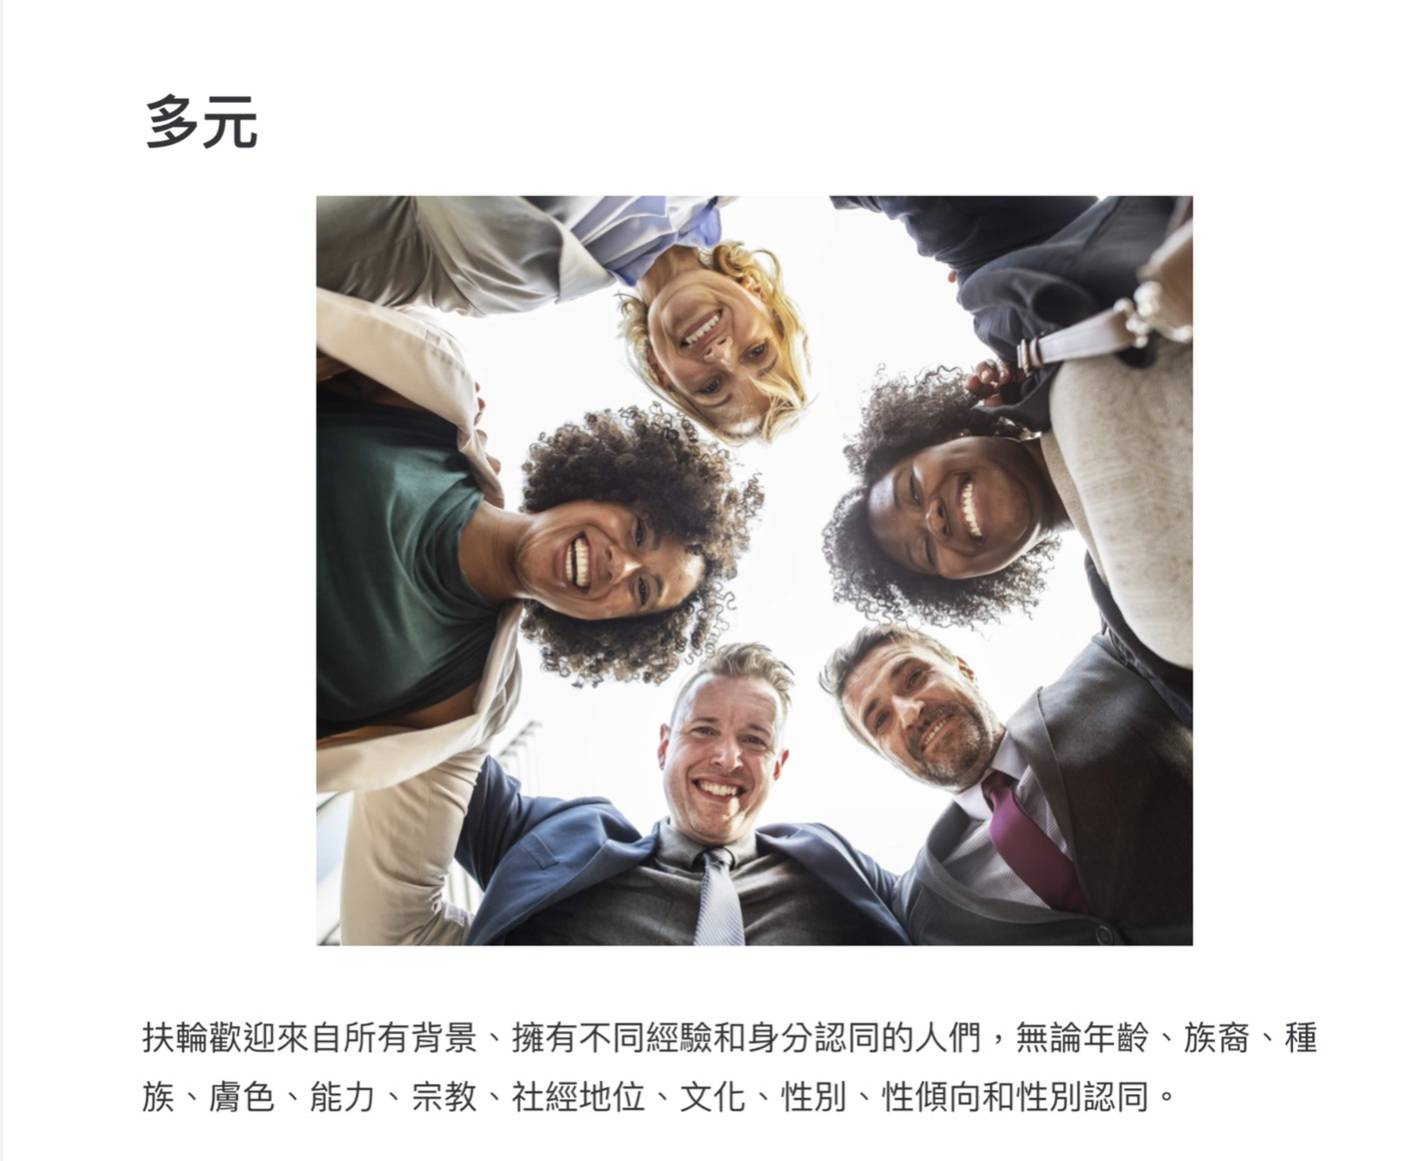 多元
扶輪歡迎來自所有背景、擁有不同經驗和身分認同的人們，無論年齡、族裔、種
族、膚色、能力、宗教、社經地位、文化、性別、性傾向和性別認同。